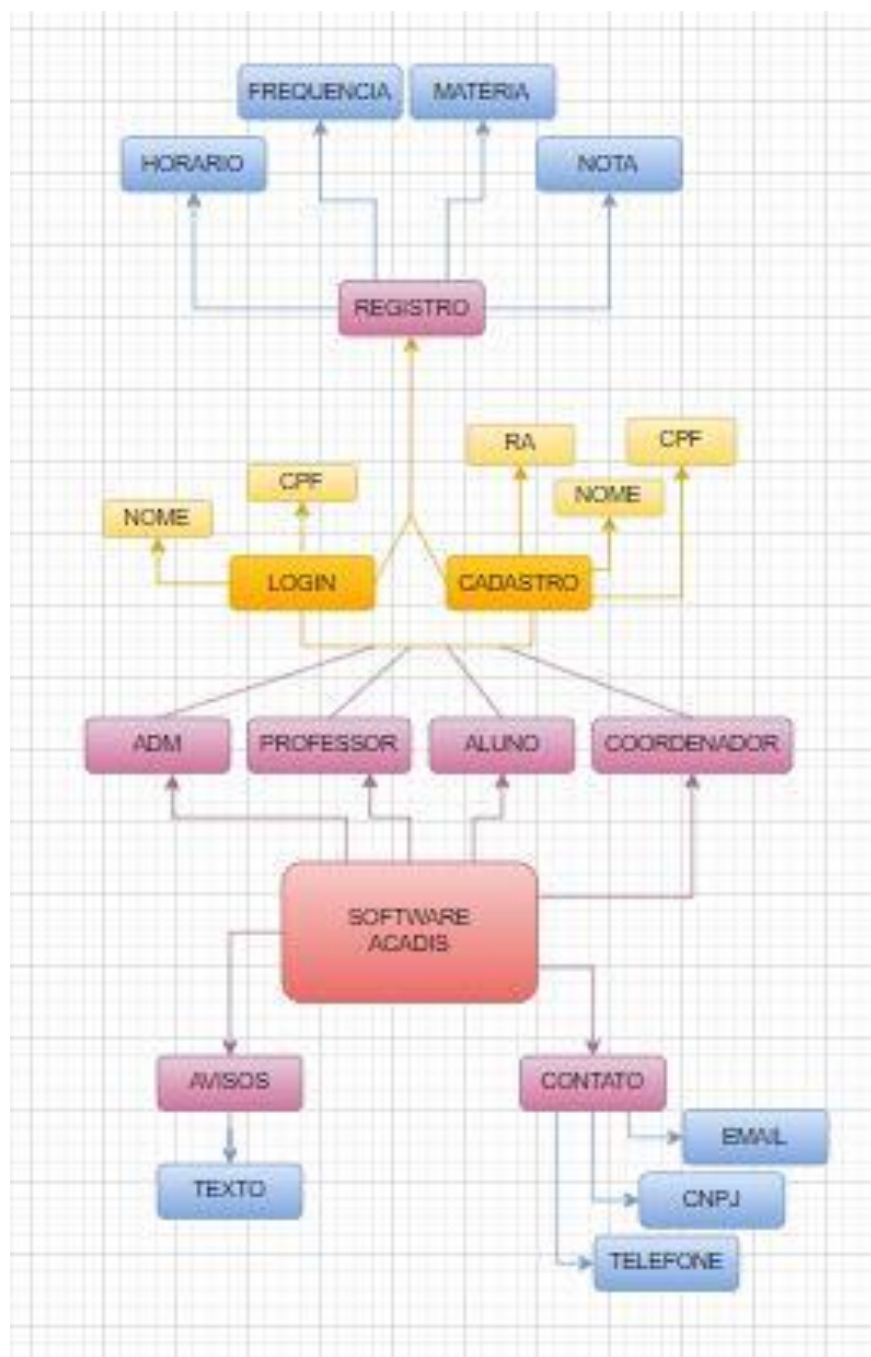 FREQUENCIA
MATERIA
HORARIO
NOTA
REGISTRO
RA
CPF
CPF
NOME
NOME
LOGIN
CADASTRO
ADM
PROFESSOR
ALUNO
COORDENADOR
SOFTWARE
ACADIS
AVISOS
CONTATO
EMAIL
TEXTO
CNPJ
TELEFONE